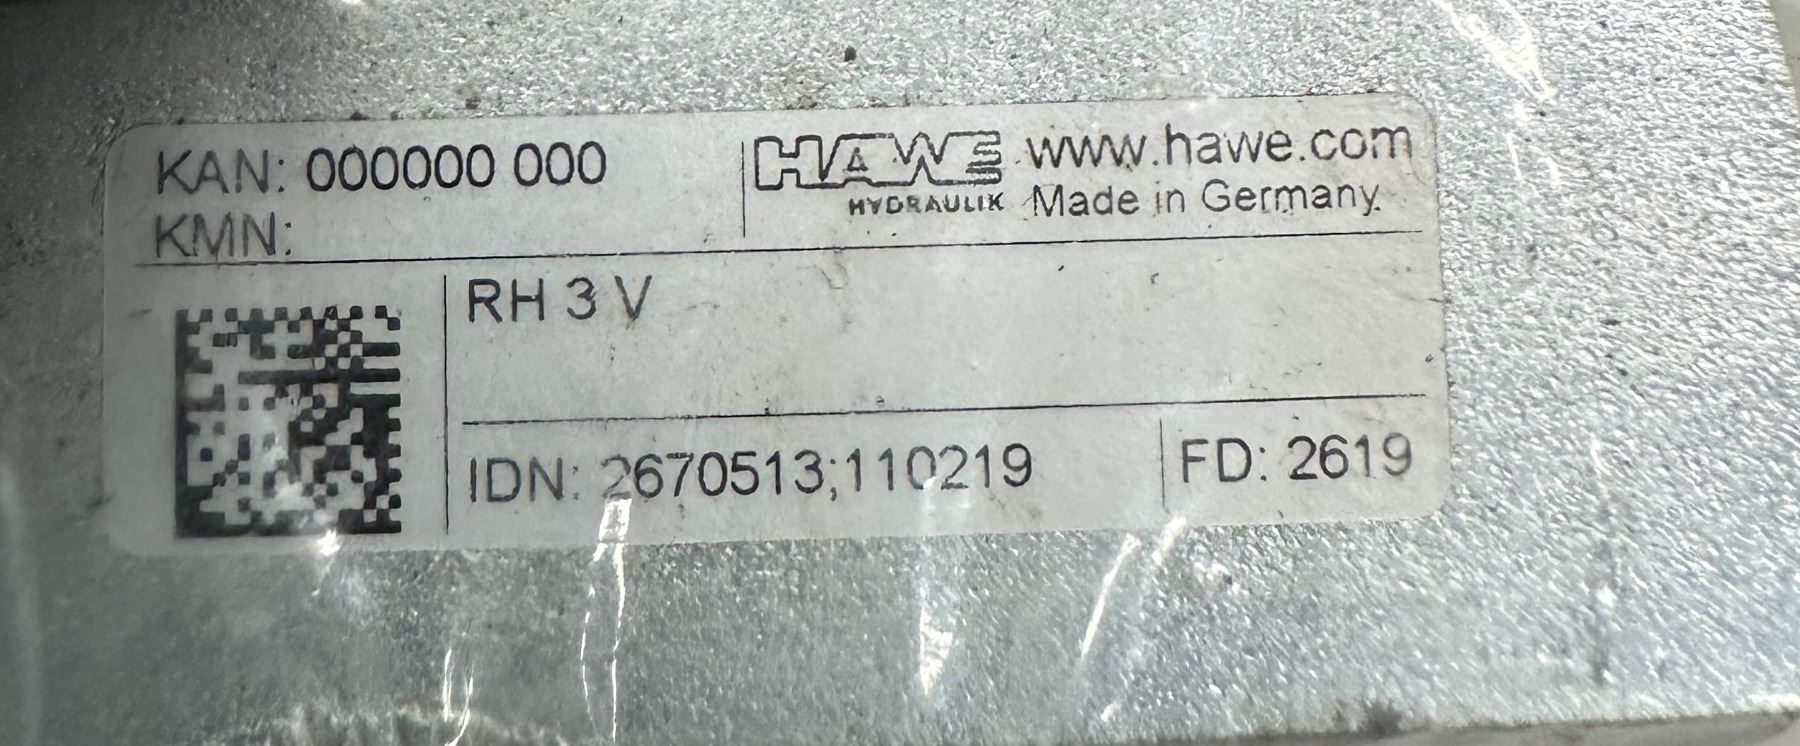 KAN: 000000 000
KMN:
HAWE
HYDRAULIK
www.hawe.com
Made in Germany
RH 3 V
IDN: 2670513;110219
FD: 2619